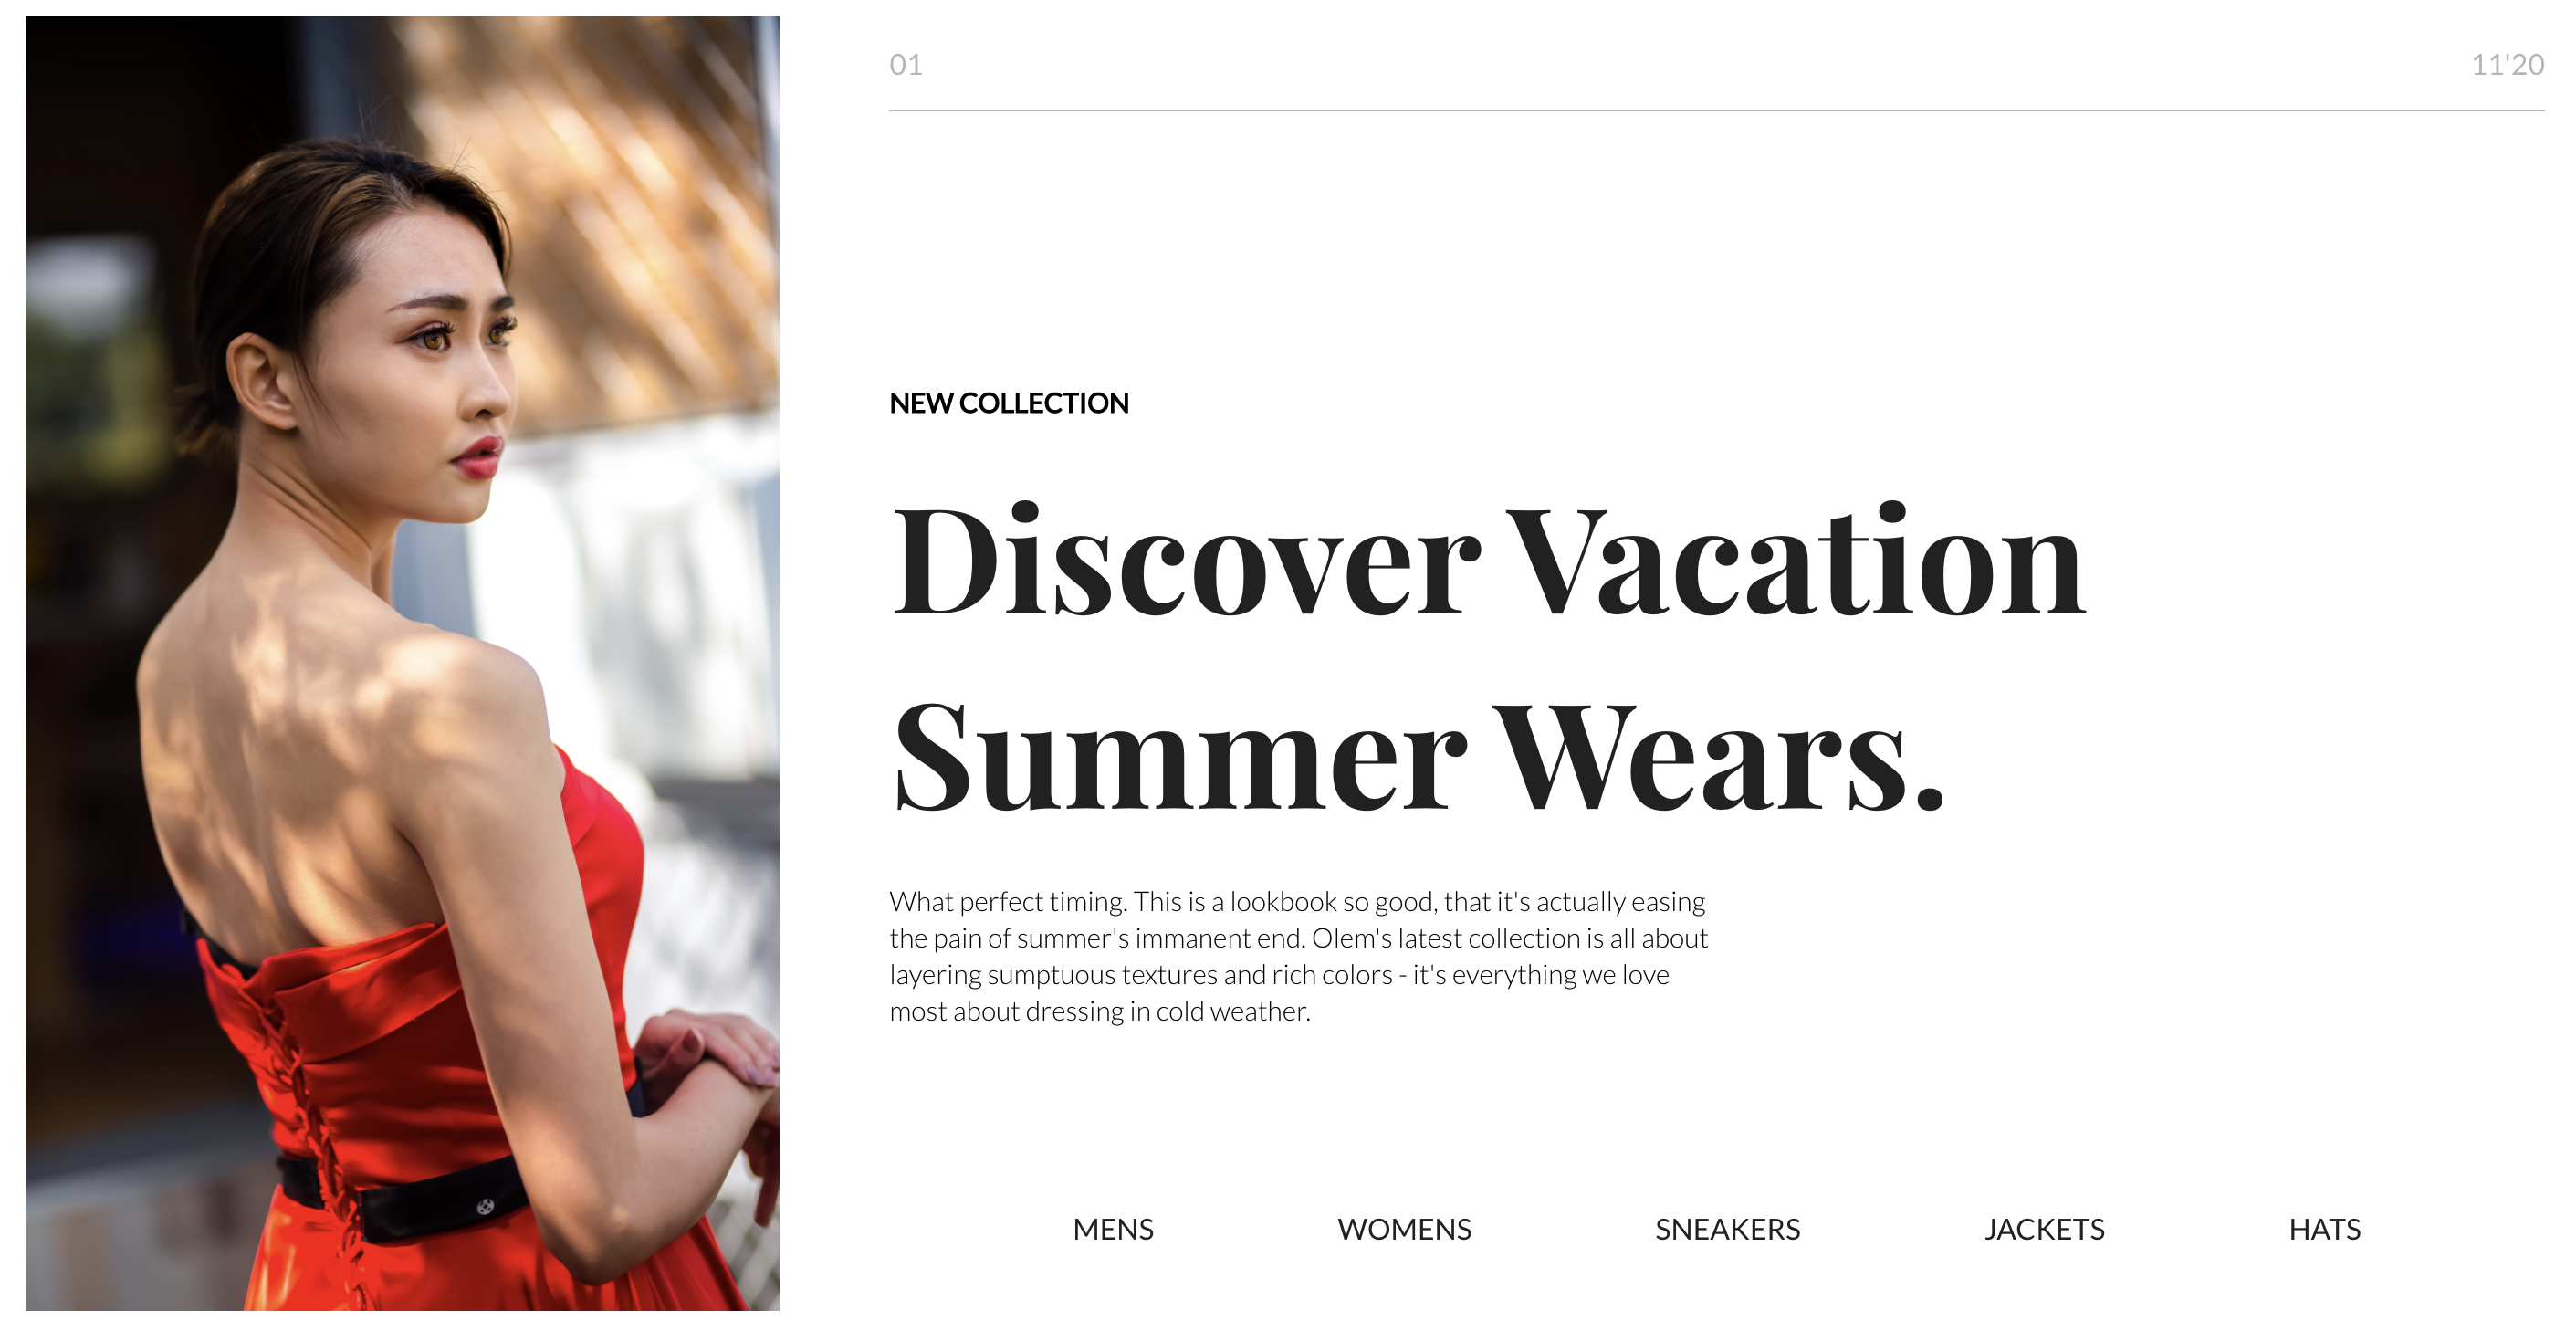 01
11'20
NEW COLLECTION
Discover Vacation
Summer Wears.
What perfect timing. This is a lookbook so good, that it's actually easing
the pain of summer's immanent end. Olem's latest collection is all about
layering sumptuous textures and rich colors - it's everything we love
most about dressing in cold weather.
MENS
WOMENS
SNEAKERS
JACKETS
HATS